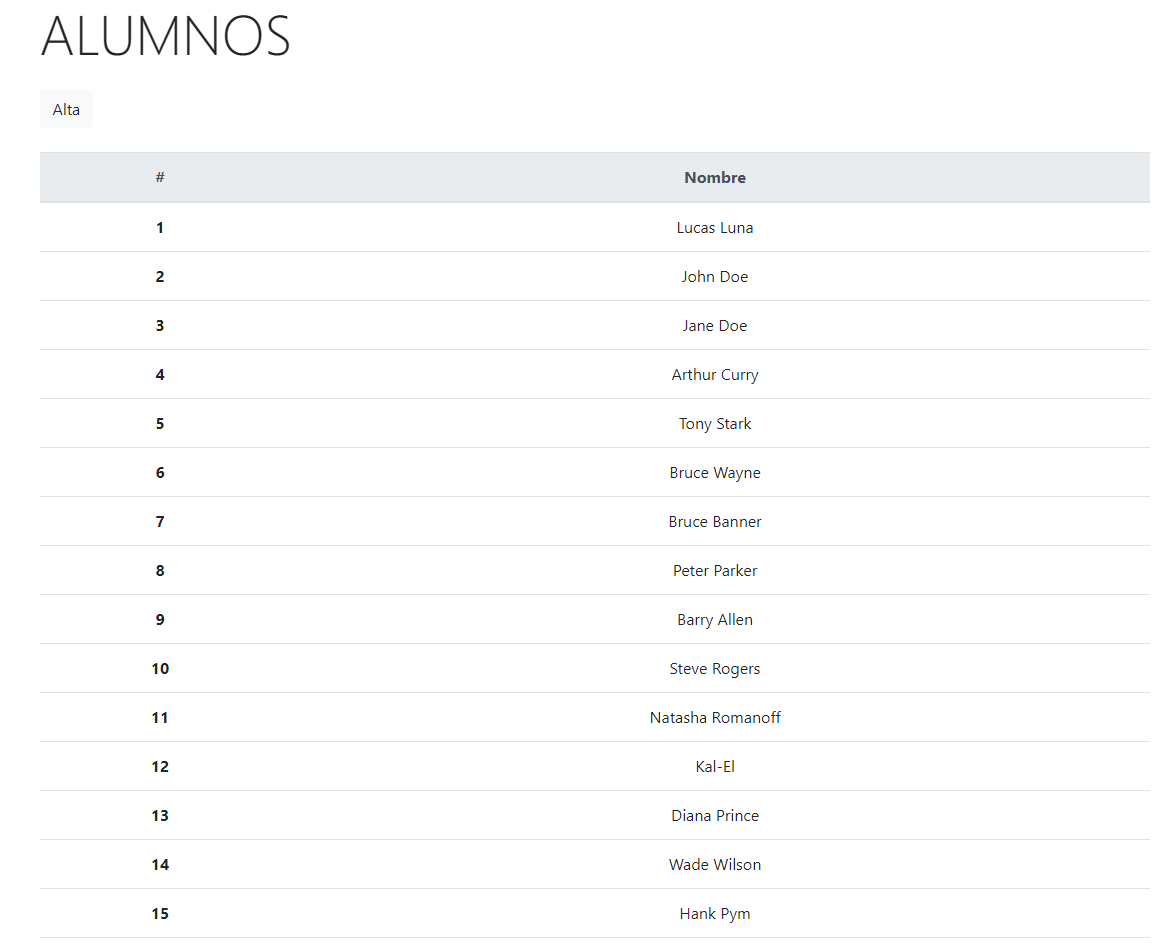 ALUMNOS
Alta
# Nombre
1 Lucas Luna
2 John Doe
3 Jane Doe
4 Arthur Curry
5 Tony Stark
6 Bruce Wayne
7 Bruce Banner
8 Peter Parker
9 Barry Allen
10 Steve Rogers
11 Natasha Romanoff
12 Kal-El
13 Diana Prince
14 Wade Wilson
15 Hank Pym